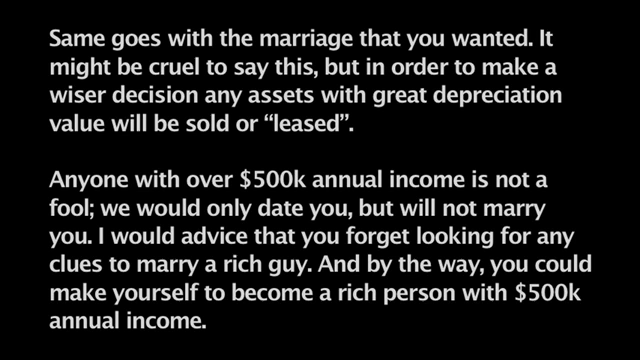 Same goes with the marriage that you wanted. It
might be cruel to say this, but in order to make a
wiser decision any assets with great depreciation
value will be sold or “leased”.
Anyone with over $500k annual income is not a
fool; we would only date you, but will not marry
you. I would advice that you forget looking for any
clues to marry a rich guy. And by the way, you could
make yourself to become a rich person with $500k
annual income.